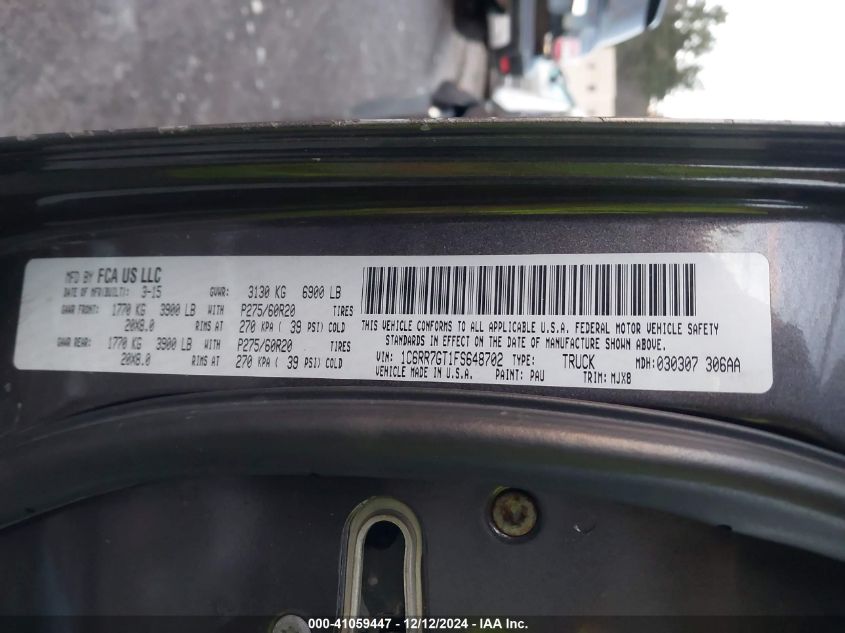 MFD BY FCA US LLC
DATE OF MFR(BUILT): 3-15 GVWR: 3130 KG 6900 LB
GAWR FRONT: 1770 KG 3900 LB WITH P275/60R20 TIRES
20X8.0 RIMS AT 270 KPA ( 39 PSI) COLD
GAWR REAR: 1770 KG 3900 LB WITH P275/60R20 TIRES
20X8.0 RIMS AT 270 KPA ( 39 PSI) COLD
THIS VEHICLE CONFORMS TO ALL APPLICABLE U.S.A. FEDERAL MOTOR VEHICLE SAFETY
STANDARDS IN EFFECT ON THE DATE OF MANUFACTURE SHOWN ABOVE.
VIN: 1C6RR7GT1FS648702 TYPE: TRUCK MDH: 030307 306AA
VEHICLE MADE IN U.S.A. PAINT: PAU TRIM: MJX8
000-41059447 - 12/12/2024 - IAA Inc.